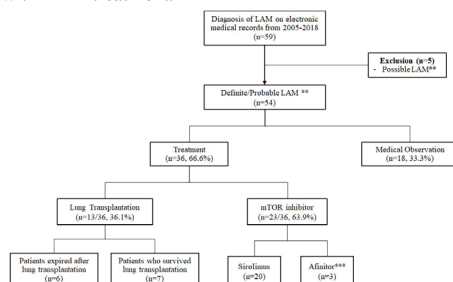 Diagnosis of LAM on electronic
medical records from 2005-2018
(n=59)
Exclusion (n=5)
- Possible LAM**
Definite/Probable LAM **
(n=54)
Treatment
(n=36, 66.6%)
Medical Observation
(n=18, 33.3%)
Lung Transplantation
(n=13/36, 36.1%)
mTOR inhibitor
(n=23/36, 63.9%)
Patients expired after
lung transplantation
(n=6)
Patients who survived
lung transplantation
(n=7)
Sirolimus
(n=20)
Afinitor***
(n=3)